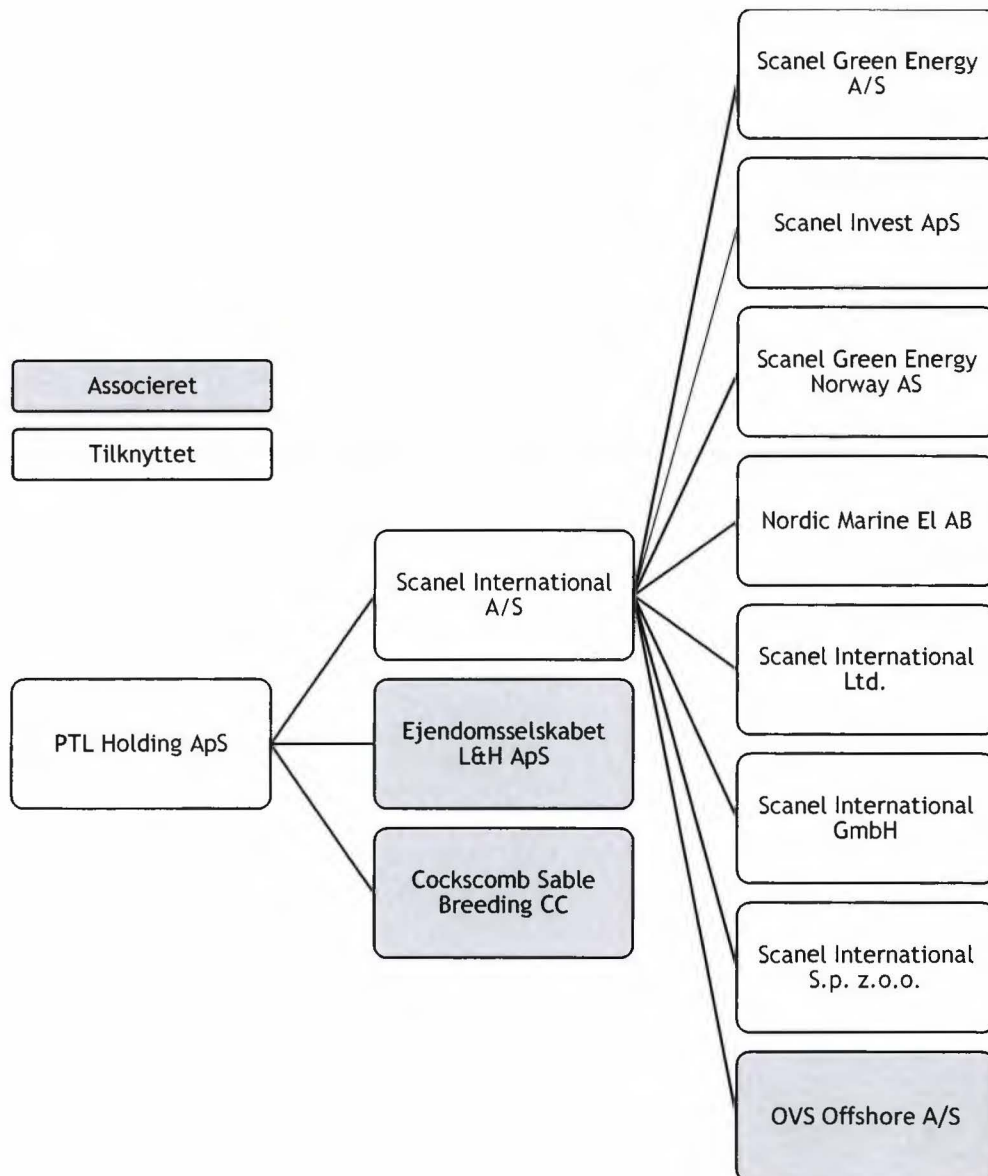 Scanel Green Energy
A/S
Scanel Invest ApS
Scanel Green Energy
Norway AS
Associeret
Tilknyttet
Nordic Marine El AB
Scanel International
A/S
Scanel International
Ltd.
PTL Holding ApS
Ejendomsselskabet
L&H ApS
Scanel International
GmbH
Cockscomb Sable
Breeding CC
Scanel International
S.p. z.o.o.
OVS Offshore A/S